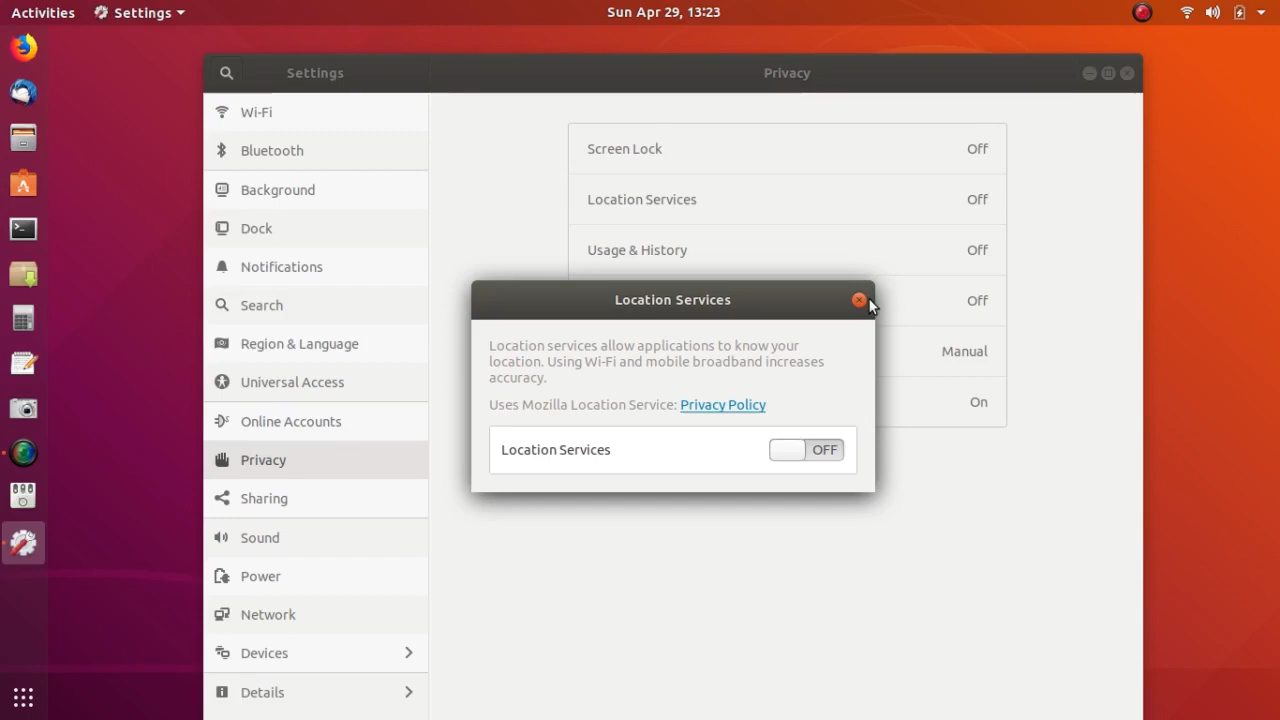 Activities Settings Sun Apr 29, 13:23
Settings Privacy
Wi-Fi
Bluetooth
Background
Dock
Notifications
Search
Region & Language
Universal Access
Online Accounts
Privacy
Sharing
Sound
Power
Network
Devices
Details
Screen Lock Off
Location Services Off
Usage & History Off
Off
Manual
On
Location Services
Location services allow applications to know your
location. Using Wi-Fi and mobile broadband increases
accuracy.
Uses Mozilla Location Service: Privacy Policy
Location Services OFF